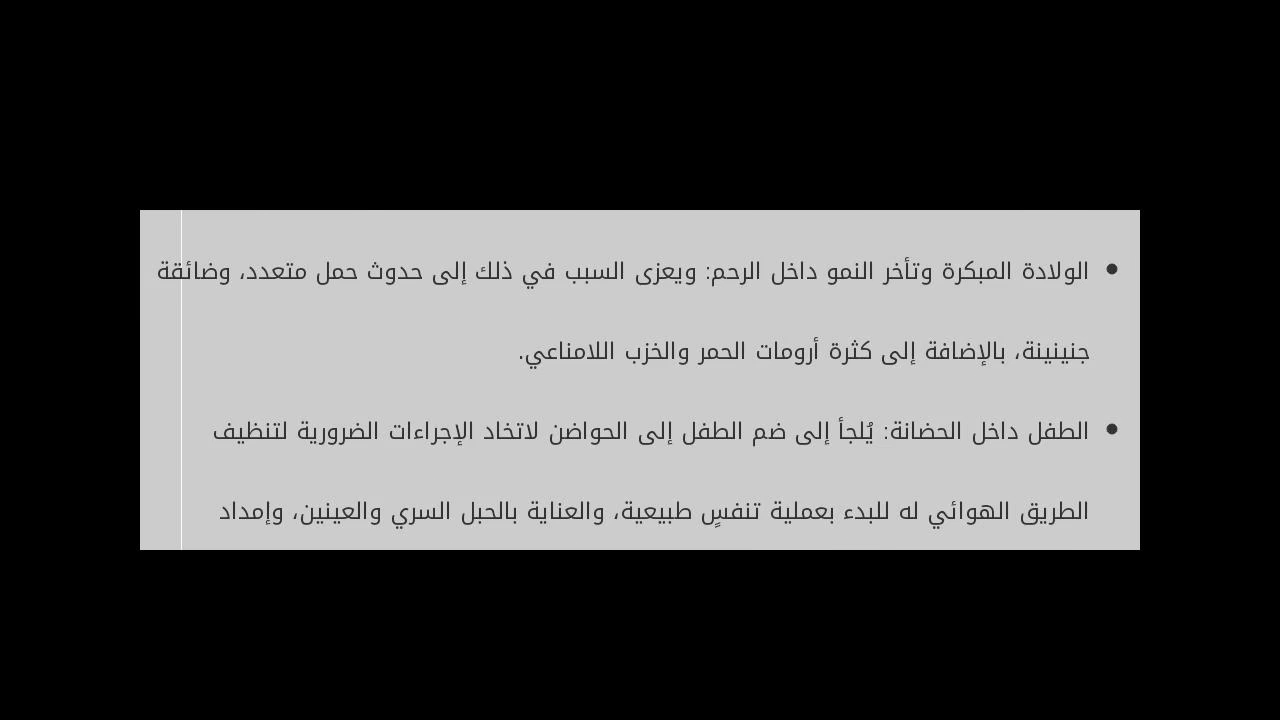 • الولادة المبكرة وتأخر النمو داخل الرحم: ويعزى السبب في ذلك إلى حدوث حمل متعدد، وضائقة
جنينينة، بالإضافة إلى كثرة أرومات الحمر والخزب اللامناعي.
• الطفل داخل الحضانة: يُلجأ إلى ضم الطفل إلى الحواضن لاتخاد الإجراءات الضرورية لتنظيف
الطريق الهوائي له للبدء بعملية تنفسٍ طبيعية، والعناية بالحبل السري والعينين، وإمداد